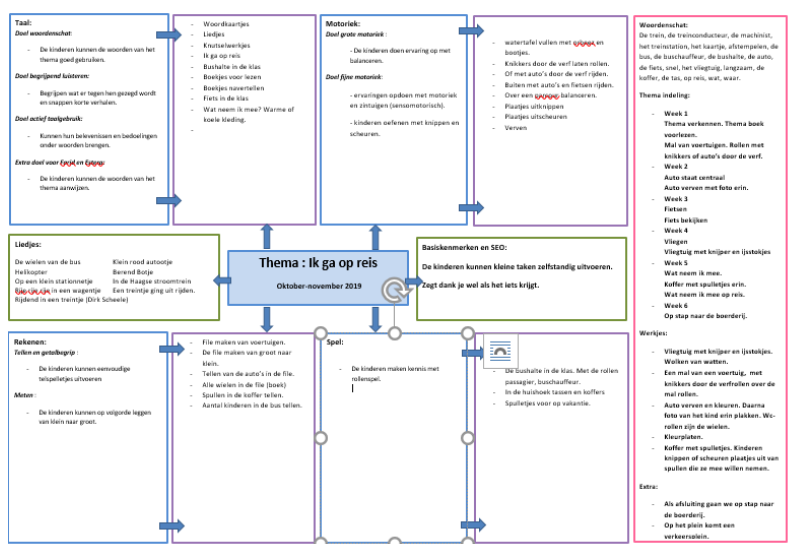 Taal:
Doel woordenschat:
- De kinderen kunnen de woorden van het
thema goed gebruiken.
Doel begrijpend luisteren:
- Begrijpen wat er tegen hen gezegd wordt
en snappen korte verhalen.
Doel actief taalgebruik:
- Kunnen hun belevenissen en bedoelingen
onder woorden brengen.
Extra doel voor en
- De kinderen kunnen de woorden van het
thema aanwijzen.
- Woordkaartjes
- Liedjes
- Knutselwerkjes
- Ik ga op reis
- Bushalte in de klas
- Boekjes voor lezen
- Boekjes navertellen
- Fiets in de klas
- Wat neem ik mee? Warme of
koele kleding.
-
Motoriek:
Doel grote motoriek :
- De kinderen doen ervaring op met
balanceren.
Doel fijne motoriek:
- ervaringen opdoen met motoriek
en zintuigen (sensomotorisch).
- kinderen oefenen met knippen en
scheuren.
- watertafel vullen met en
bootjes.
- Knikkers door de verf laten rollen.
- Of met auto's door de verf rijden.
- Buiten met auto's en fietsen rijden.
- Over een balanceren.
- Plaatjes uitknippen
- Plaatjes uitscheuren
- Verven
Liedjes:
De wielen van de bus Klein rood autootje
Helikopter Berend Botje
Op een klein stationnetje In de Haagse stroomtrein
in een wagentje Een treintje ging uit rijden.
Rijdend in een treintje (Dirk Scheele)
Thema : Ik ga op reis
Oktober-november 2019
Basiskenmerken en SEO:
De kinderen kunnen kleine taken zelfstandig uitvoeren.
Zegt dank je wel als het iets krijgt.
Rekenen:
Tellen en getalbegrip :
- De kinderen kunnen eenvoudige
telspelletjes uitvoeren
Meten :
- De kinderen kunnen op volgorde leggen
van klein naar groot.
- File maken van voertuigen.
- De file maken van groot naar
klein.
- Tellen van de auto's in de file.
- Alle wielen in de file (boek)
- Spullen in de koffer tellen.
- Aantal kinderen in de bus tellen.
Spel:
- De kinderen maken kennis met
rollenspel.
- De bushalte in de klas. Met de rollen
passagier, buschauffeur.
- In de huishoek tassen en koffers
- Spulletjes voor op vakantie.
Woordenschat:
De trein, de treinconducteur, de machinist,
het treinstation, het kaartje, afstempelen, de
bus, de buschauffeur, de bushalte, de auto,
de fiets, snel, het vliegtuig, langzaam, de
koffer, de tas, op reis, wat, waar.
Thema indeling:
- Week 1
Thema verkennen. Thema boek
voorlezen.
Mal van voertuigen. Rollen met
knikkers of auto's door de verf.
- Week 2
Auto staat centraal
Auto verven met foto erin.
- Week 3
Fietsen
Fiets bekijken
- Week 4
Vliegen
Vliegtuig met knijper en ijsstokjes
- Week 5
Wat neem ik mee.
Koffer met spulletjes erin.
Wat neem ik mee op reis.
- Week 6
Op stap naar de boerderij.
Werkjes:
- Vliegtuig met knijper en ijsstokjes.
Wolken van watten.
- Een mal van een voertuig, met
knikkers door de verfrollen over de
mal rollen.
- Auto verven en kleuren. Daarna
foto van het kind erin plakken. Wc-
rollen zijn de wielen.
- Kleurplaten.
- Koffer met spulletjes. Kinderen
knippen of scheuren plaatjes uit van
spullen die ze mee willen nemen.
Extra:
- Als afsluiting gaan we op stap naar
de boerderij.
- Op het plein komt een
verkeersplein.